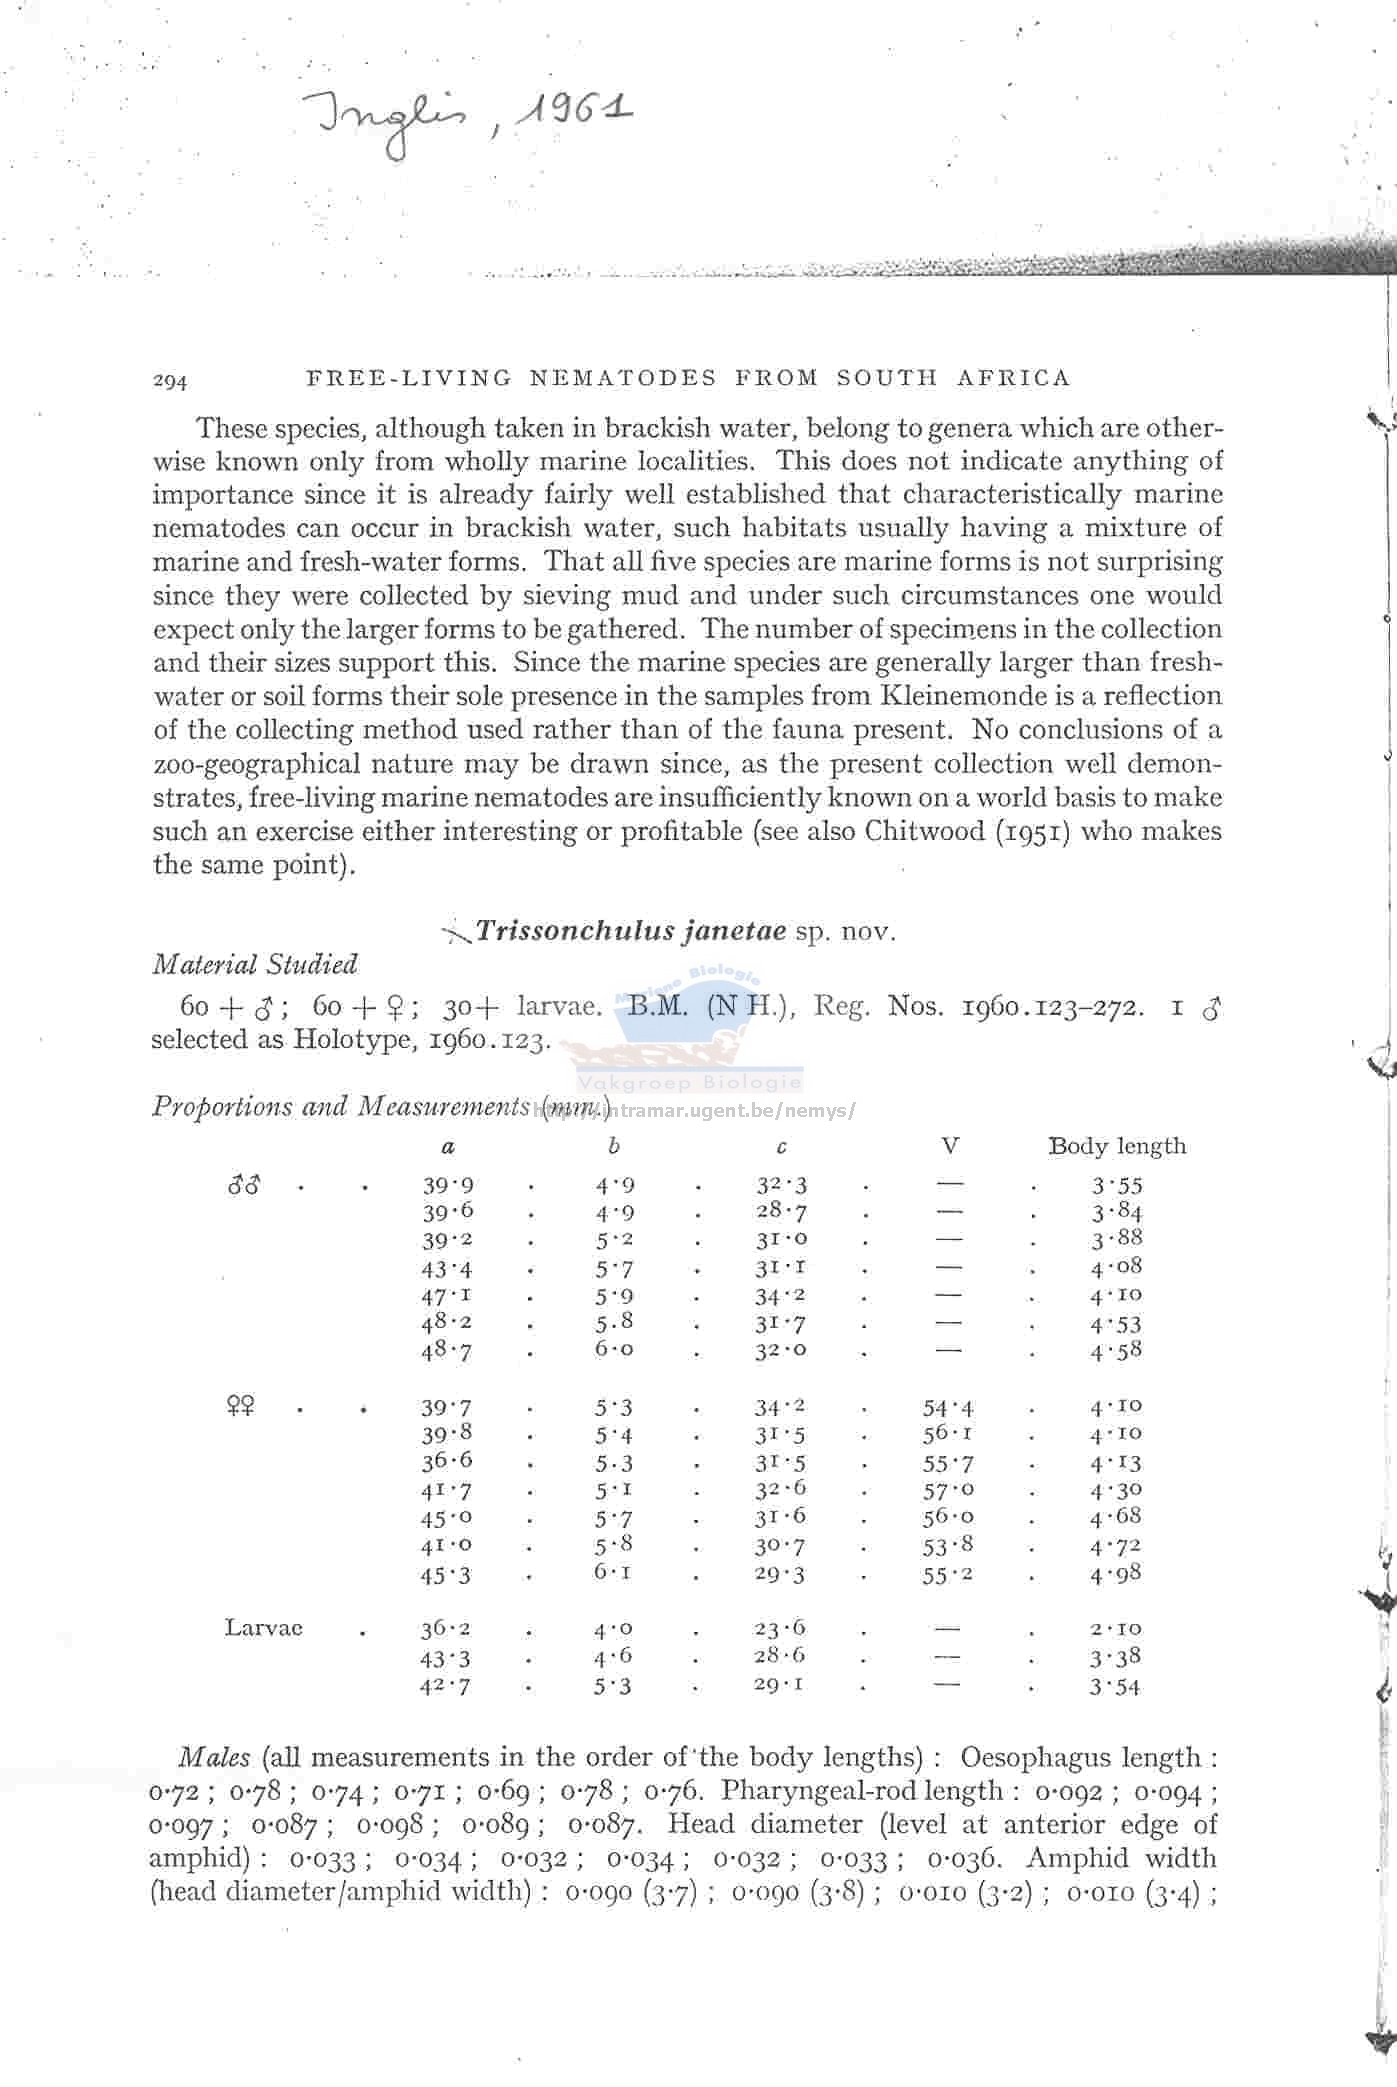 Inglis, 1961
294 FREE-LIVING NEMATODES FROM SOUTH AFRICA
These species, although taken in brackish water, belong to genera which are other-
wise known only from wholly marine localities. This does not indicate anything of
importance since it is already fairly well established that characteristically marine
nematodes can occur in brackish water, such habitats usually having a mixture of
marine and fresh-water forms. That all five species are marine forms is not surprising
since they were collected by sieving mud and under such circumstances one would
expect only the larger forms to be gathered. The number of specimens in the collection
and their sizes support this. Since the marine species are generally larger than fresh-
water or soil forms their sole presence in the samples from Kleinemonde is a reflection
of the collecting method used rather than of the fauna present. No conclusions of a
zoo-geographical nature may be drawn since, as the present collection well demon-
strates, free-living marine nematodes are insufficiently known on a world basis to make
such an exercise either interesting or profitable (see also Chitwood (1951) who makes
the same point).
Trissonchulus janetae sp. nov.
Material Studied
Mariene Biologie
60 + ♂; 60 + ♀; 30+ larvae. B.M. (N H.), Reg. Nos. 1960.123–272. 1 ♂
selected as Holotype, 1960.123.
Vakgroep Biologie
Proportions and Measurements (mm.)
http://intramar.ugent.be/nemys/
a b c V Body length
♂♂ . . 39·9 . 4·9 . 32·3 . — . 3·55
39·6 . 4·9 . 28·7 . — . 3·84
39·2 . 5·2 . 31·0 . — . 3·88
43·4 . 5·7 . 31·1 . — . 4·08
47·1 . 5·9 . 34·2 . — . 4·10
48·2 . 5·8 . 31·7 . — . 4·53
48·7 . 6·0 . 32·0 . — . 4·58
♀♀ . . 39·7 . 5·3 . 34·2 . 54·4 . 4·10
39·8 . 5·4 . 31·5 . 56·1 . 4·10
36·6 . 5·3 . 31·5 . 55·7 . 4·13
41·7 . 5·1 . 32·6 . 57·0 . 4·30
45·0 . 5·7 . 31·6 . 56·0 . 4·68
41·0 . 5·8 . 30·7 . 53·8 . 4·72
45·3 . 6·1 . 29·3 . 55·2 . 4·98
Larvae . 36·2 . 4·0 . 23·6 . — . 2·10
43·3 . 4·6 . 28·6 . — . 3·38
42·7 . 5·3 . 29·1 . — . 3·54
Males (all measurements in the order of the body lengths) : Oesophagus length :
0·72 ; 0·78 ; 0·74 ; 0·71 ; 0·69 ; 0·78 ; 0·76. Pharyngeal-rod length : 0·092 ; 0·094 ;
0·097 ; 0·087 ; 0·098 ; 0·089 ; 0·087. Head diameter (level at anterior edge of
amphid) : 0·033 ; 0·034 ; 0·032 ; 0·034 ; 0·032 ; 0·033 ; 0·036. Amphid width
(head diameter/amphid width) : 0·090 (3·7) ; 0·090 (3·8) ; 0·010 (3·2) ; 0·010 (3·4) ;